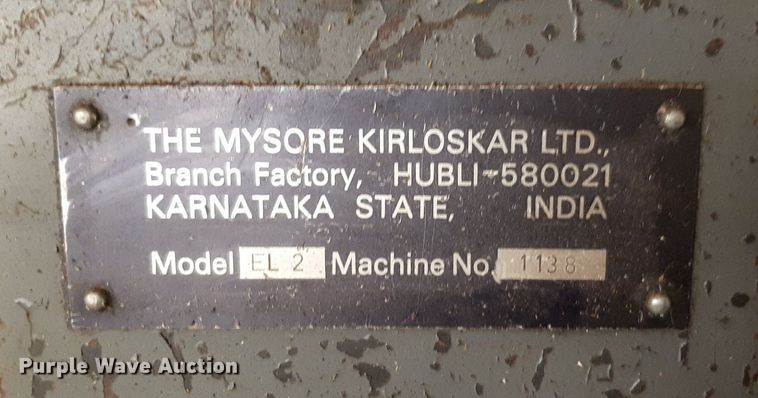 THE MYSORE KIRLOSKAR LTD.,
Branch Factory, HUBLI-580021
KARNATAKA STATE, INDIA
Model EL 2 Machine No. 1138
Purple Wave Auction